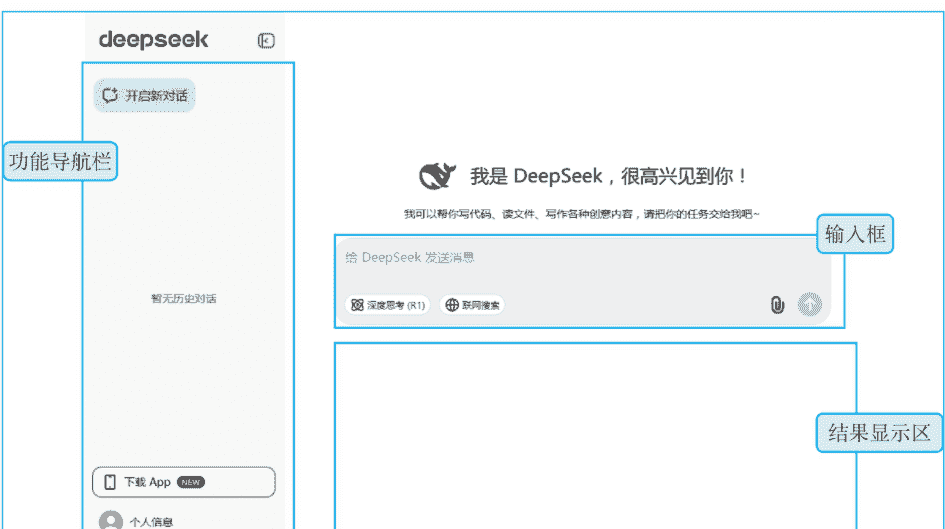 deepseek
开启新对话
功能导航栏
我是 DeepSeek，很高兴见到你！
我可以帮你写代码、读文件、写作各种创意内容，请把你的任务交给我吧~
输入框
给 DeepSeek 发送消息
暂无历史对话
深度思考 (R1) 联网搜索
结果显示区
下载 App NEW
个人信息